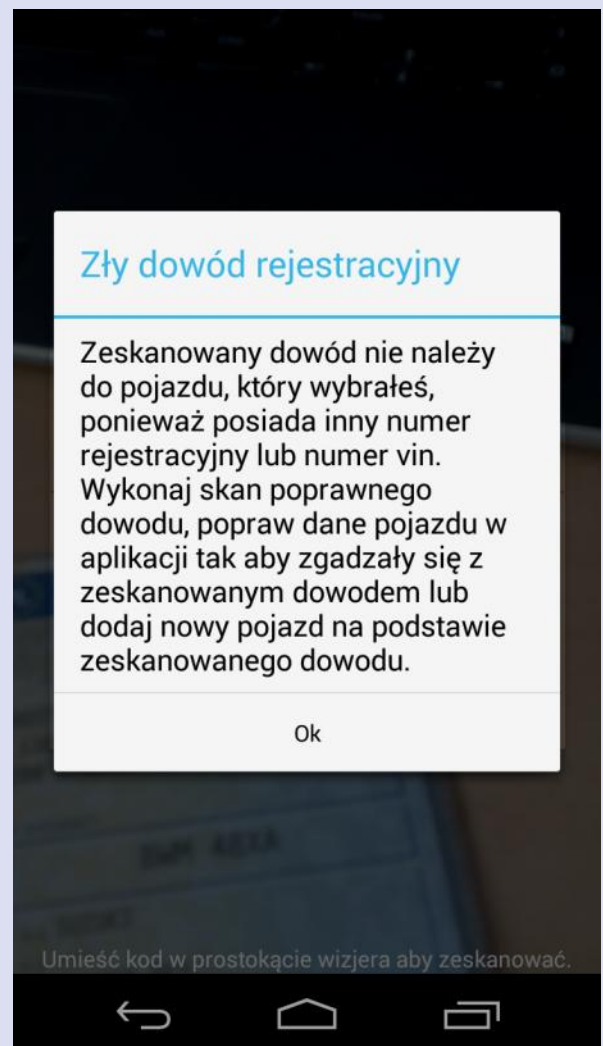 Zły dowód rejestracyjny
Zeskanowany dowód nie należy
do pojazdu, który wybrałeś,
ponieważ posiada inny numer
rejestracyjny lub numer vin.
Wykonaj skan poprawnego
dowodu, popraw dane pojazdu w
aplikacji tak aby zgadzały się z
zeskanowanym dowodem lub
dodaj nowy pojazd na podstawie
zeskanowanego dowodu.
Ok
Umieść kod w prostokącie wizjera aby zeskanować.